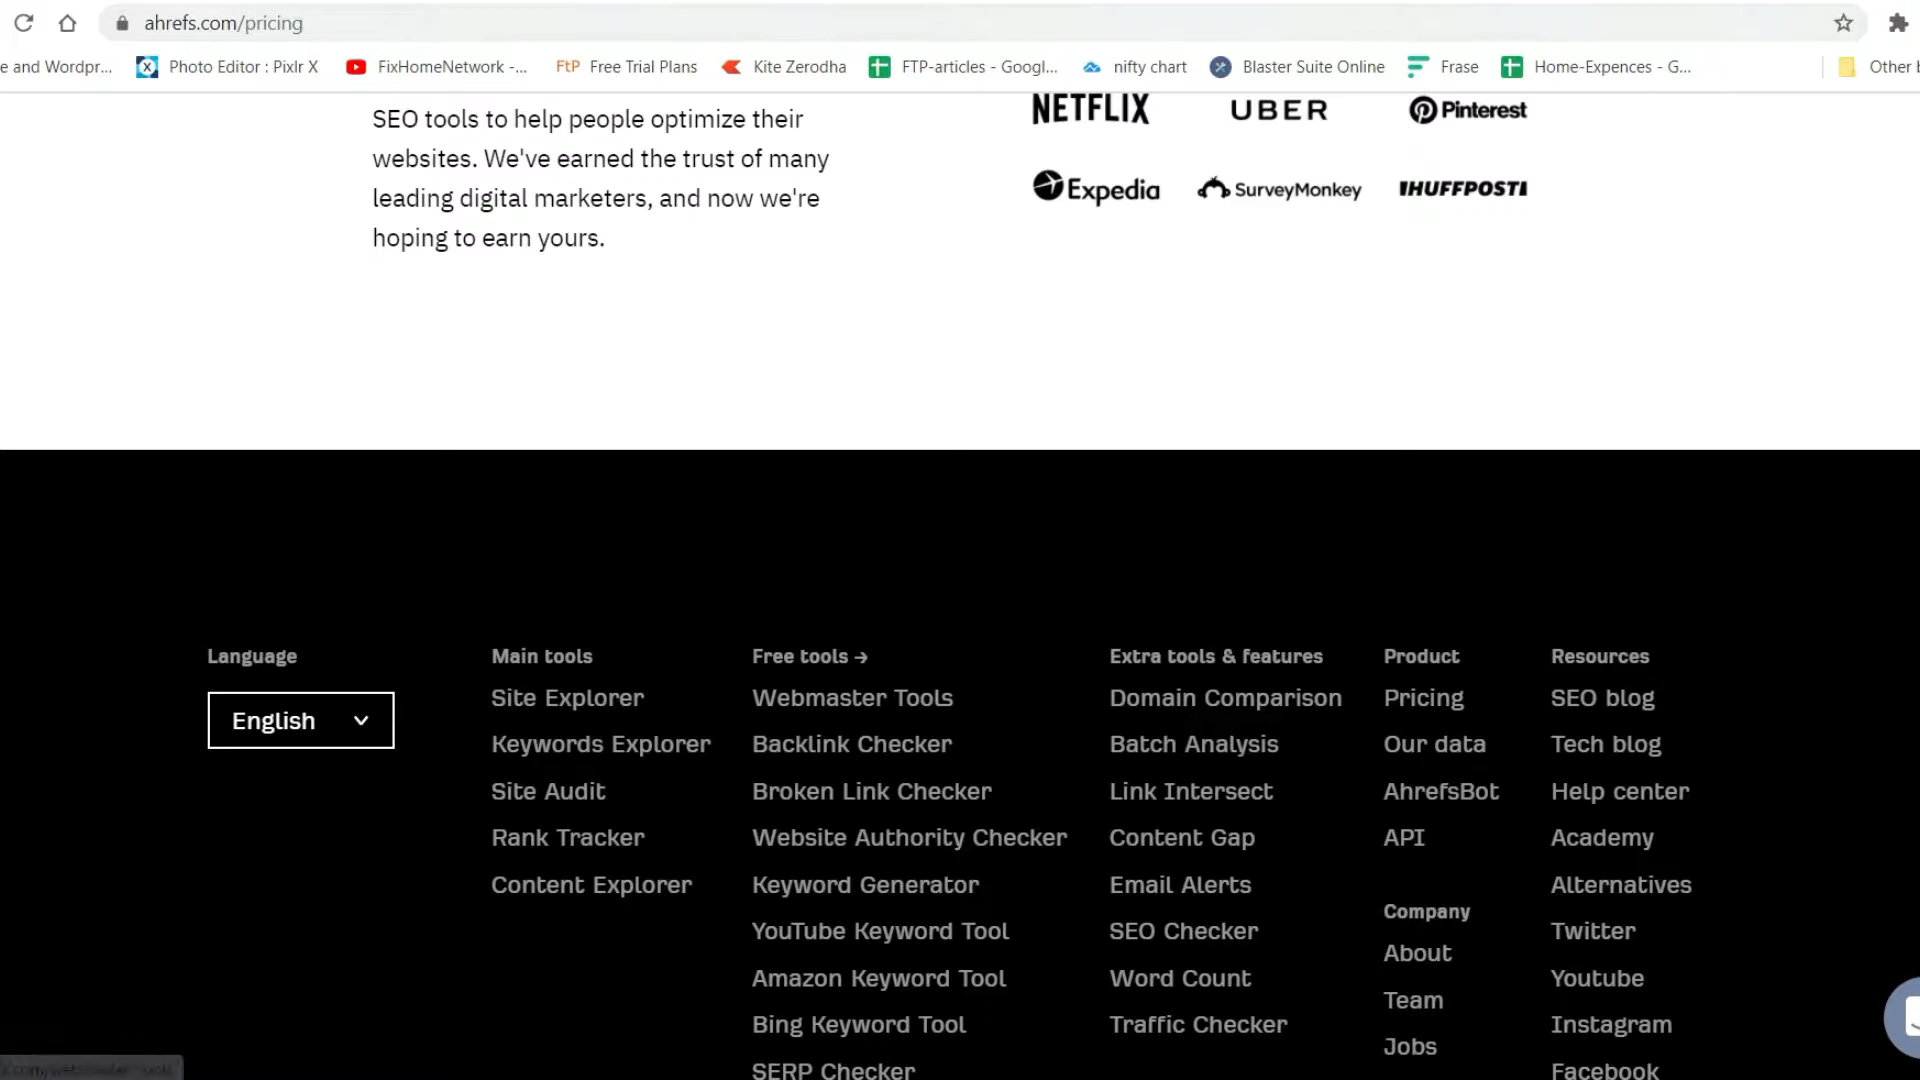 ahrefs.com/pricing
e and Wordpr...
Photo Editor : Pixlr X
FixHomeNetwork -...
FtP Free Trial Plans
Kite Zerodha
FTP-articles - Googl...
nifty chart
Blaster Suite Online
Frase
Home-Expences - G...
Other b
SEO tools to help people optimize their
websites. We've earned the trust of many
leading digital marketers, and now we're
hoping to earn yours.
NETFLIX
UBER
Pinterest
Expedia
SurveyMonkey
HUFFPOST
Language
English
Main tools
Site Explorer
Keywords Explorer
Site Audit
Rank Tracker
Content Explorer
Free tools →
Webmaster Tools
Backlink Checker
Broken Link Checker
Website Authority Checker
Keyword Generator
YouTube Keyword Tool
Amazon Keyword Tool
Bing Keyword Tool
SERP Checker
Extra tools & features
Domain Comparison
Batch Analysis
Link Intersect
Content Gap
Email Alerts
SEO Checker
Word Count
Traffic Checker
Product
Pricing
Our data
AhrefsBot
API
Company
About
Team
Jobs
Resources
SEO blog
Tech blog
Help center
Academy
Alternatives
Twitter
Youtube
Instagram
Facebook